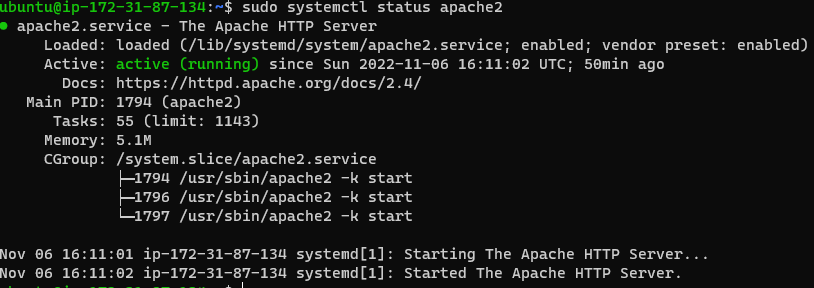 ubuntu@ip-172-31-87-134:~$ sudo systemctl status apache2
● apache2.service - The Apache HTTP Server
Loaded: loaded (/lib/systemd/system/apache2.service; enabled; vendor preset: enabled)
Active: active (running) since Sun 2022-11-06 16:11:02 UTC; 50min ago
Docs: https://httpd.apache.org/docs/2.4/
Main PID: 1794 (apache2)
Tasks: 55 (limit: 1143)
Memory: 5.1M
CGroup: /system.slice/apache2.service
├─1794 /usr/sbin/apache2 -k start
├─1796 /usr/sbin/apache2 -k start
└─1797 /usr/sbin/apache2 -k start
Nov 06 16:11:01 ip-172-31-87-134 systemd[1]: Starting The Apache HTTP Server...
Nov 06 16:11:02 ip-172-31-87-134 systemd[1]: Started The Apache HTTP Server.